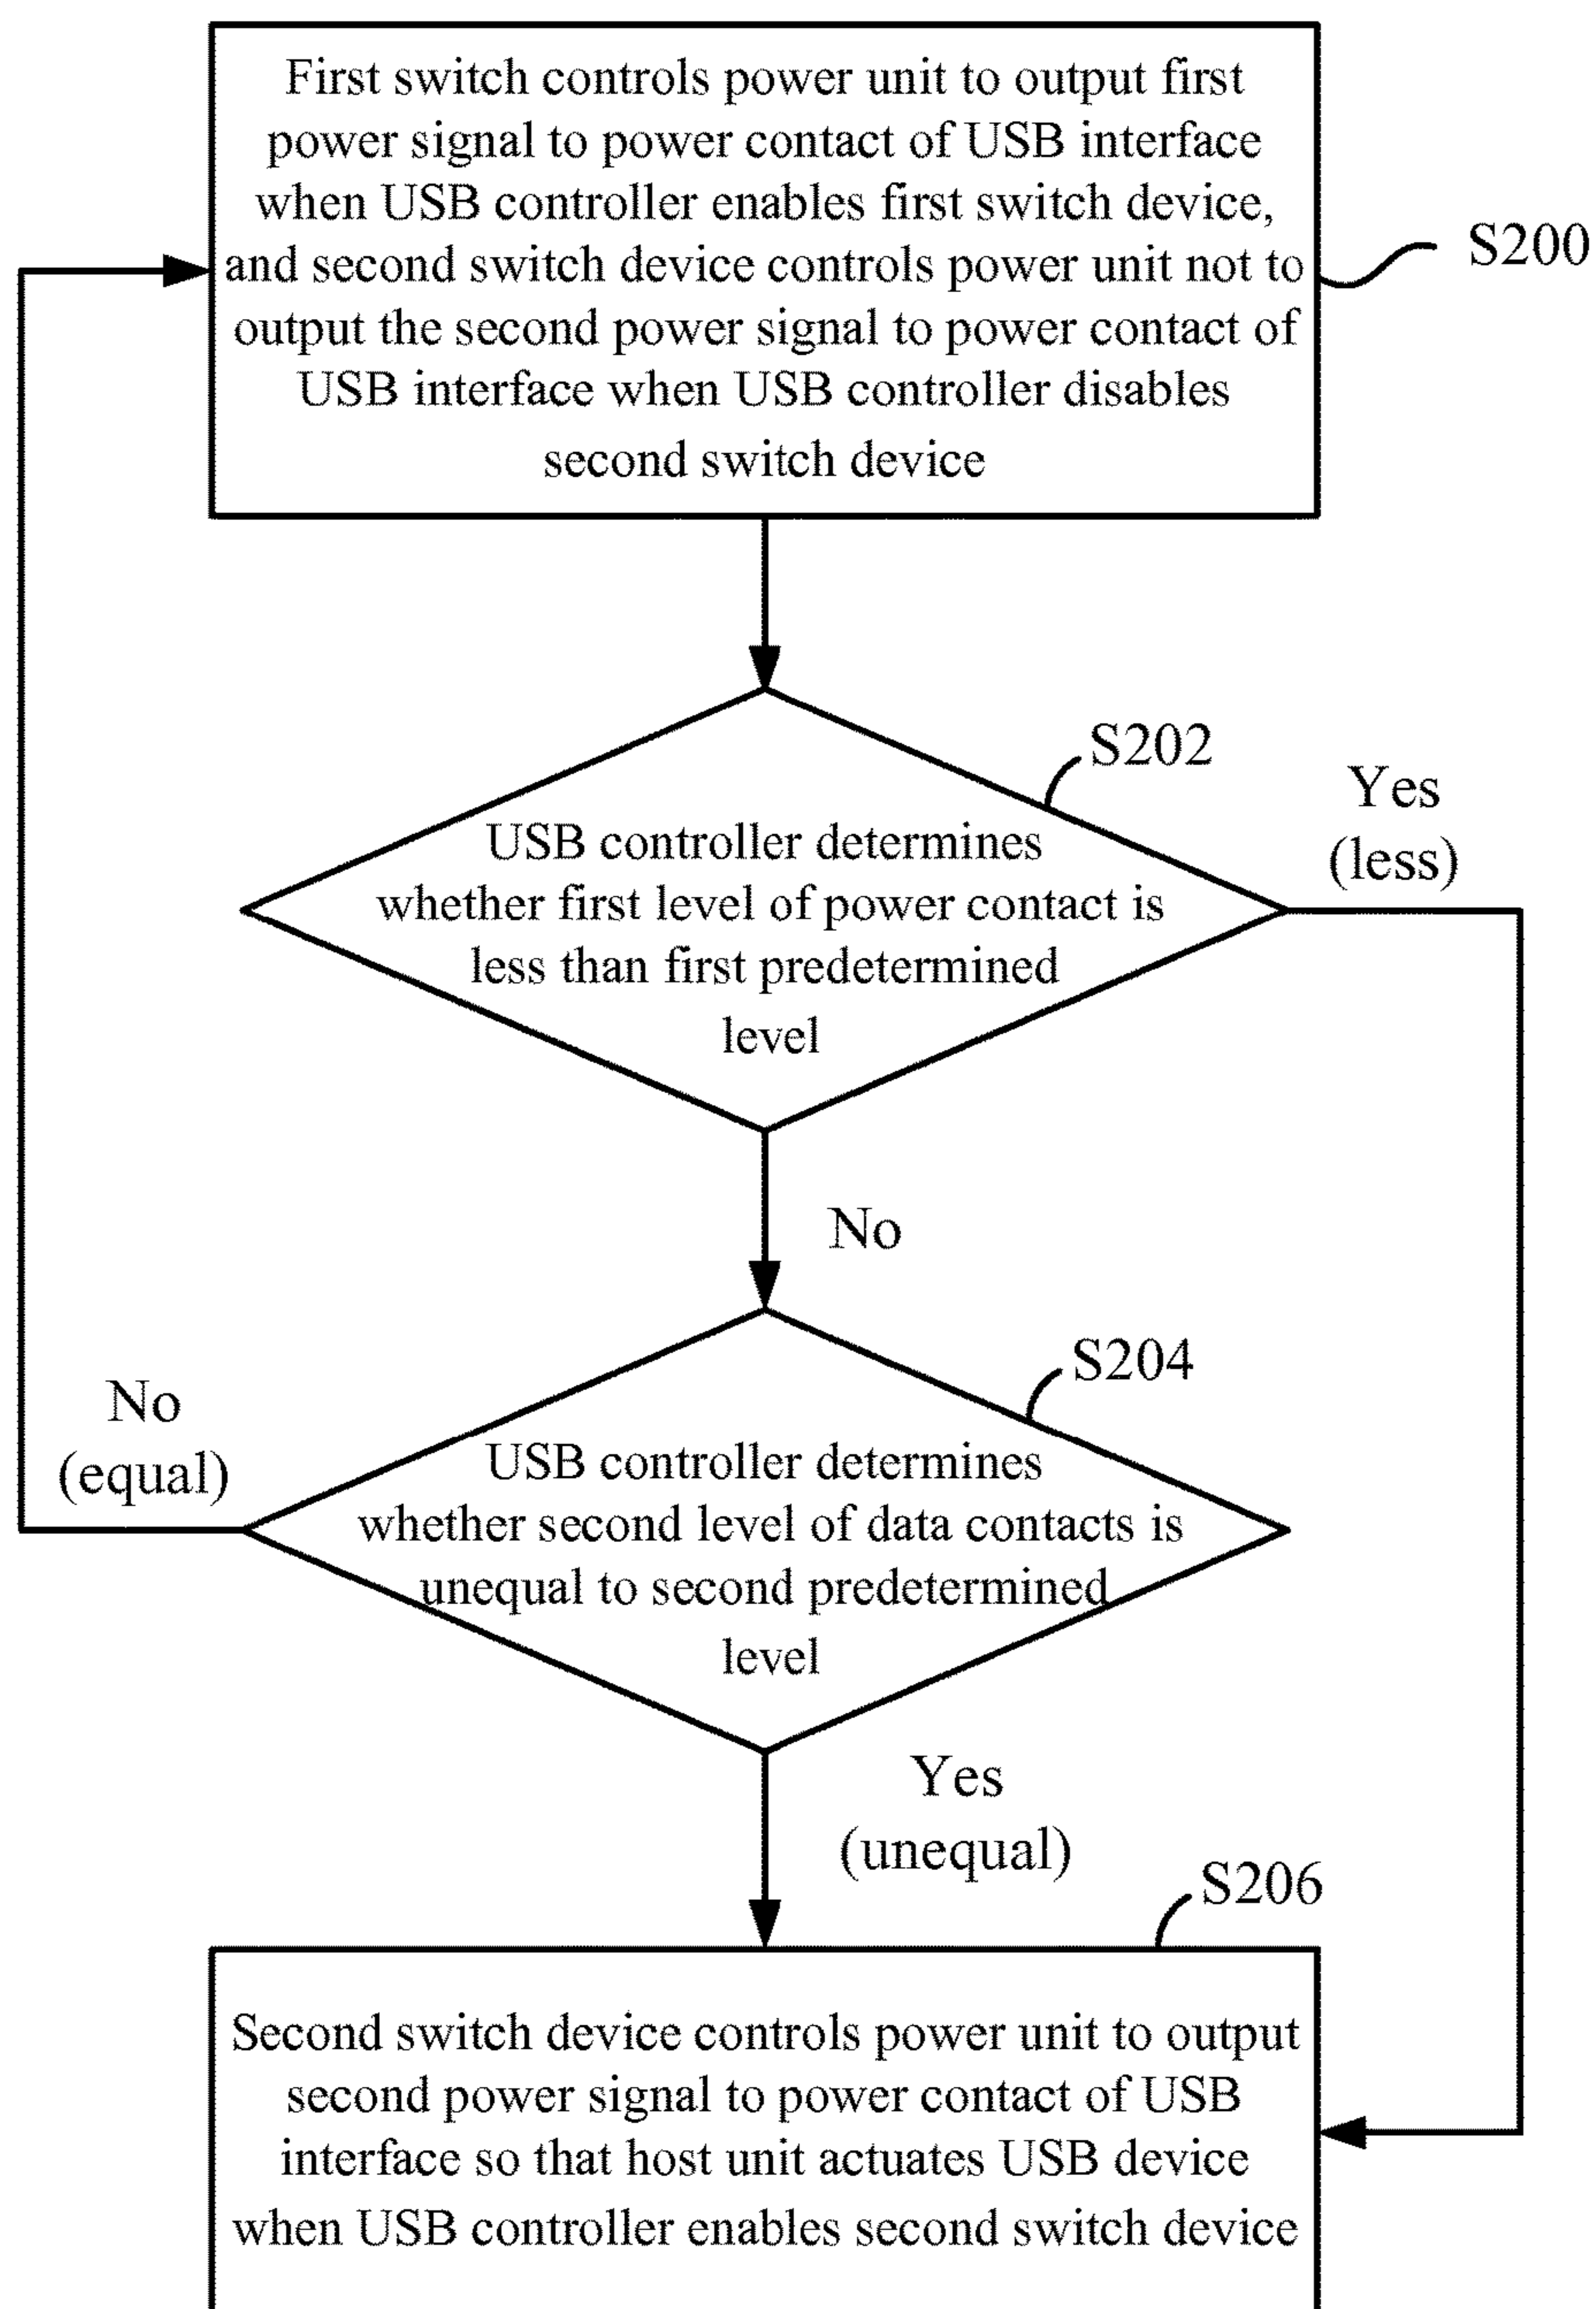 First switch controls power unit to output first
power signal to power contact of USB interface
when USB controller enables first switch device,
and second switch device controls power unit not to
output the second power signal to power contact of
USB interface when USB controller disables
second switch device
S200
S202
Yes
(less)
USB controller determines
whether first level of power contact is
less than first predetermined
level
No
S204
No
(equal)
USB controller determines
whether second level of data contacts is
unequal to second predetermined
level
Yes
(unequal)
S206
Second switch device controls power unit to output
second power signal to power contact of USB
interface so that host unit actuates USB device
when USB controller enables second switch device